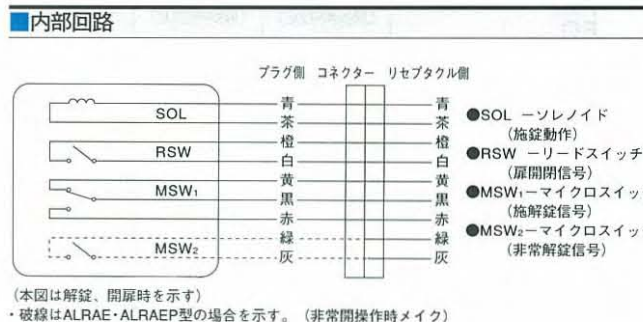 ■内部回路
プラグ側 コネクター リセプタクル側
SOL
RSW
MSW₁
MSW₂
青 青
茶 茶
橙 橙
白 白
黄 黄
黒 黒
赤 赤
緑 緑
灰 灰
●SOL ーソレノイド
(施錠動作)
●RSW ーリードスイッチ
(扉開閉信号)
●MSW₁ーマイクロスイッ
(施解錠信号)
●MSW₂ーマイクロスイッ
(非常解錠信号)
(本図は解錠、開扉時を示す)
・破線はALRAE・ALRAEP型の場合を示す。(非常開操作時メイク)